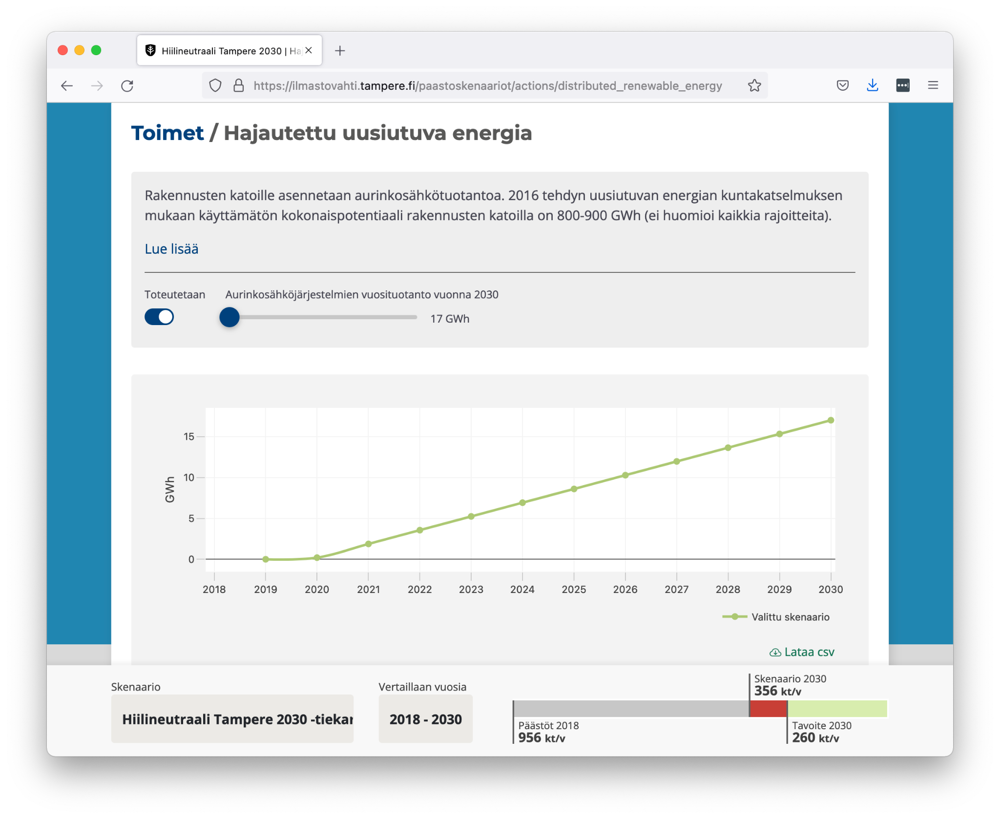 Hiilineutraali Tampere 2030 | Ha
https://ilmastovahti.tampere.fi/paastoskenaariot/actions/distributed_renewable_energy
Toimet / Hajautettu uusiutuva energia
Rakennusten katoille asennetaan aurinkosähkötuotantoa. 2016 tehdyn uusiutuvan energian kuntakatselmuksen
mukaan käyttämätön kokonaispotentiaali rakennusten katoilla on 800-900 GWh (ei huomioi kaikkia rajoitteita).
Lue lisää
Toteutetaan
Aurinkosähköjärjestelmien vuosituotanto vuonna 2030
17 GWh
15
10
5
0
GWh
2018 2019 2020 2021 2022 2023 2024 2025 2026 2027 2028 2029 2030
Valittu skenaario
Lataa csv
Skenaario
Hiilineutraali Tampere 2030 -tiekar
Vertaillaan vuosia
2018 - 2030
Skenaario 2030
356 kt/v
Päästöt 2018
956 kt/v
Tavoite 2030
260 kt/v